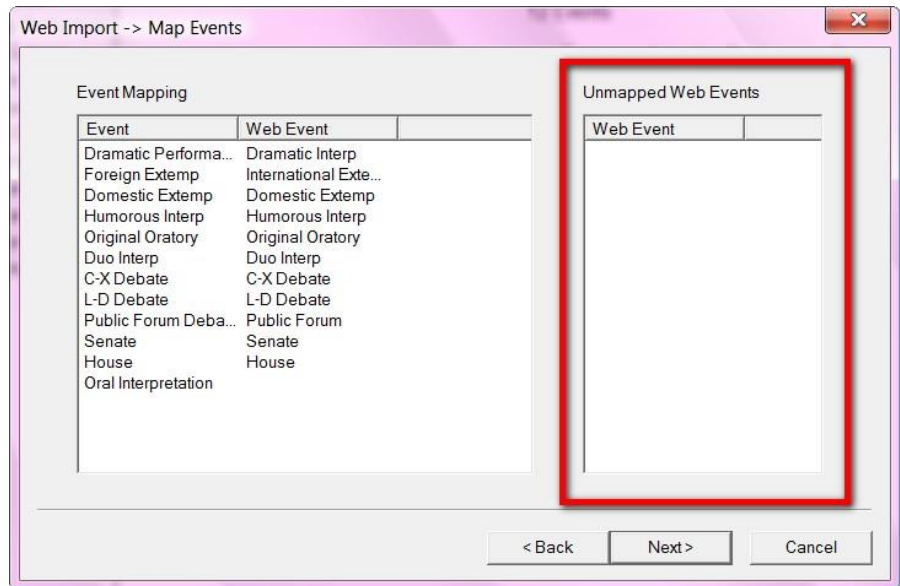 Web Import -> Map Events
Event Mapping
Event Web Event
Dramatic Performa... Dramatic Interp
Foreign Extemp International Exte...
Domestic Extemp Domestic Extemp
Humorous Interp Humorous Interp
Original Oratory Original Oratory
Duo Interp Duo Interp
C-X Debate C-X Debate
L-D Debate L-D Debate
Public Forum Deba... Public Forum
Senate Senate
House House
Oral Interpretation
Unmapped Web Events
Web Event
< Back Next > Cancel